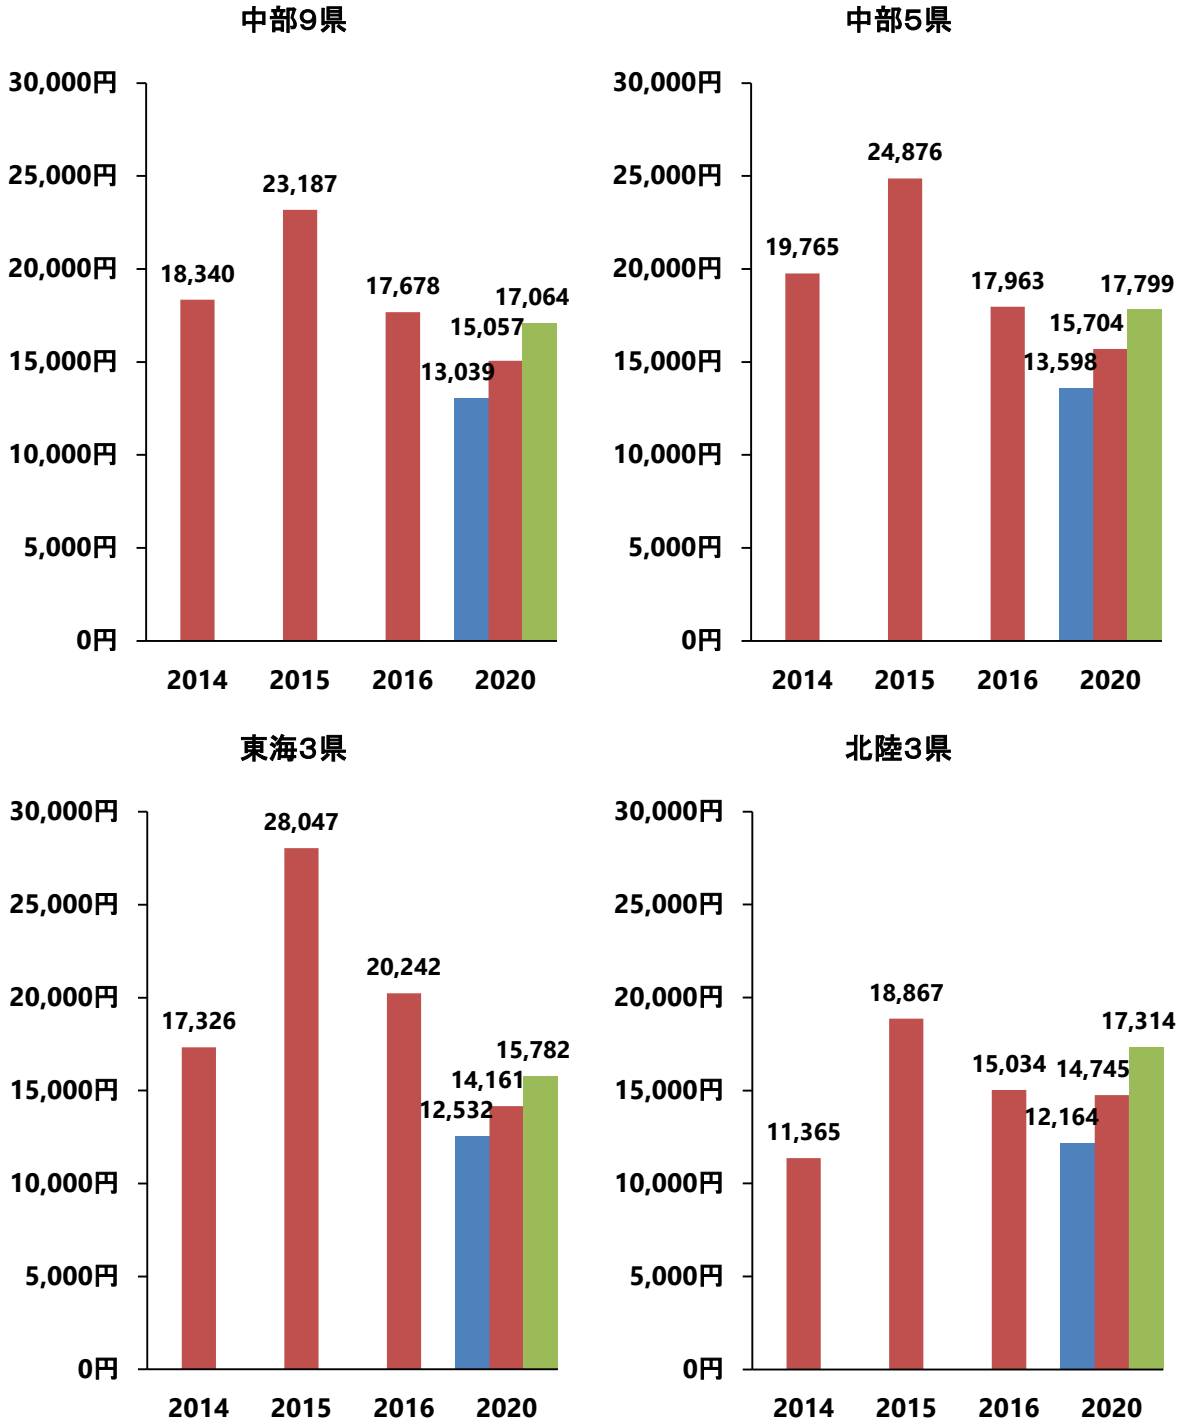 中部９県
30,000円
25,000円
20,000円
15,000円
10,000円
5,000円
0円
18,340
23,187
17,678
13,039
15,057
17,064
2014 2015 2016 2020
中部５県
30,000円
25,000円
20,000円
15,000円
10,000円
5,000円
0円
19,765
24,876
17,963
13,598
15,704
17,799
2014 2015 2016 2020
東海３県
30,000円
25,000円
20,000円
15,000円
10,000円
5,000円
0円
17,326
28,047
20,242
12,532
14,161
15,782
2014 2015 2016 2020
北陸３県
30,000円
25,000円
20,000円
15,000円
10,000円
5,000円
0円
11,365
18,867
15,034
12,164
14,745
17,314
2014 2015 2016 2020